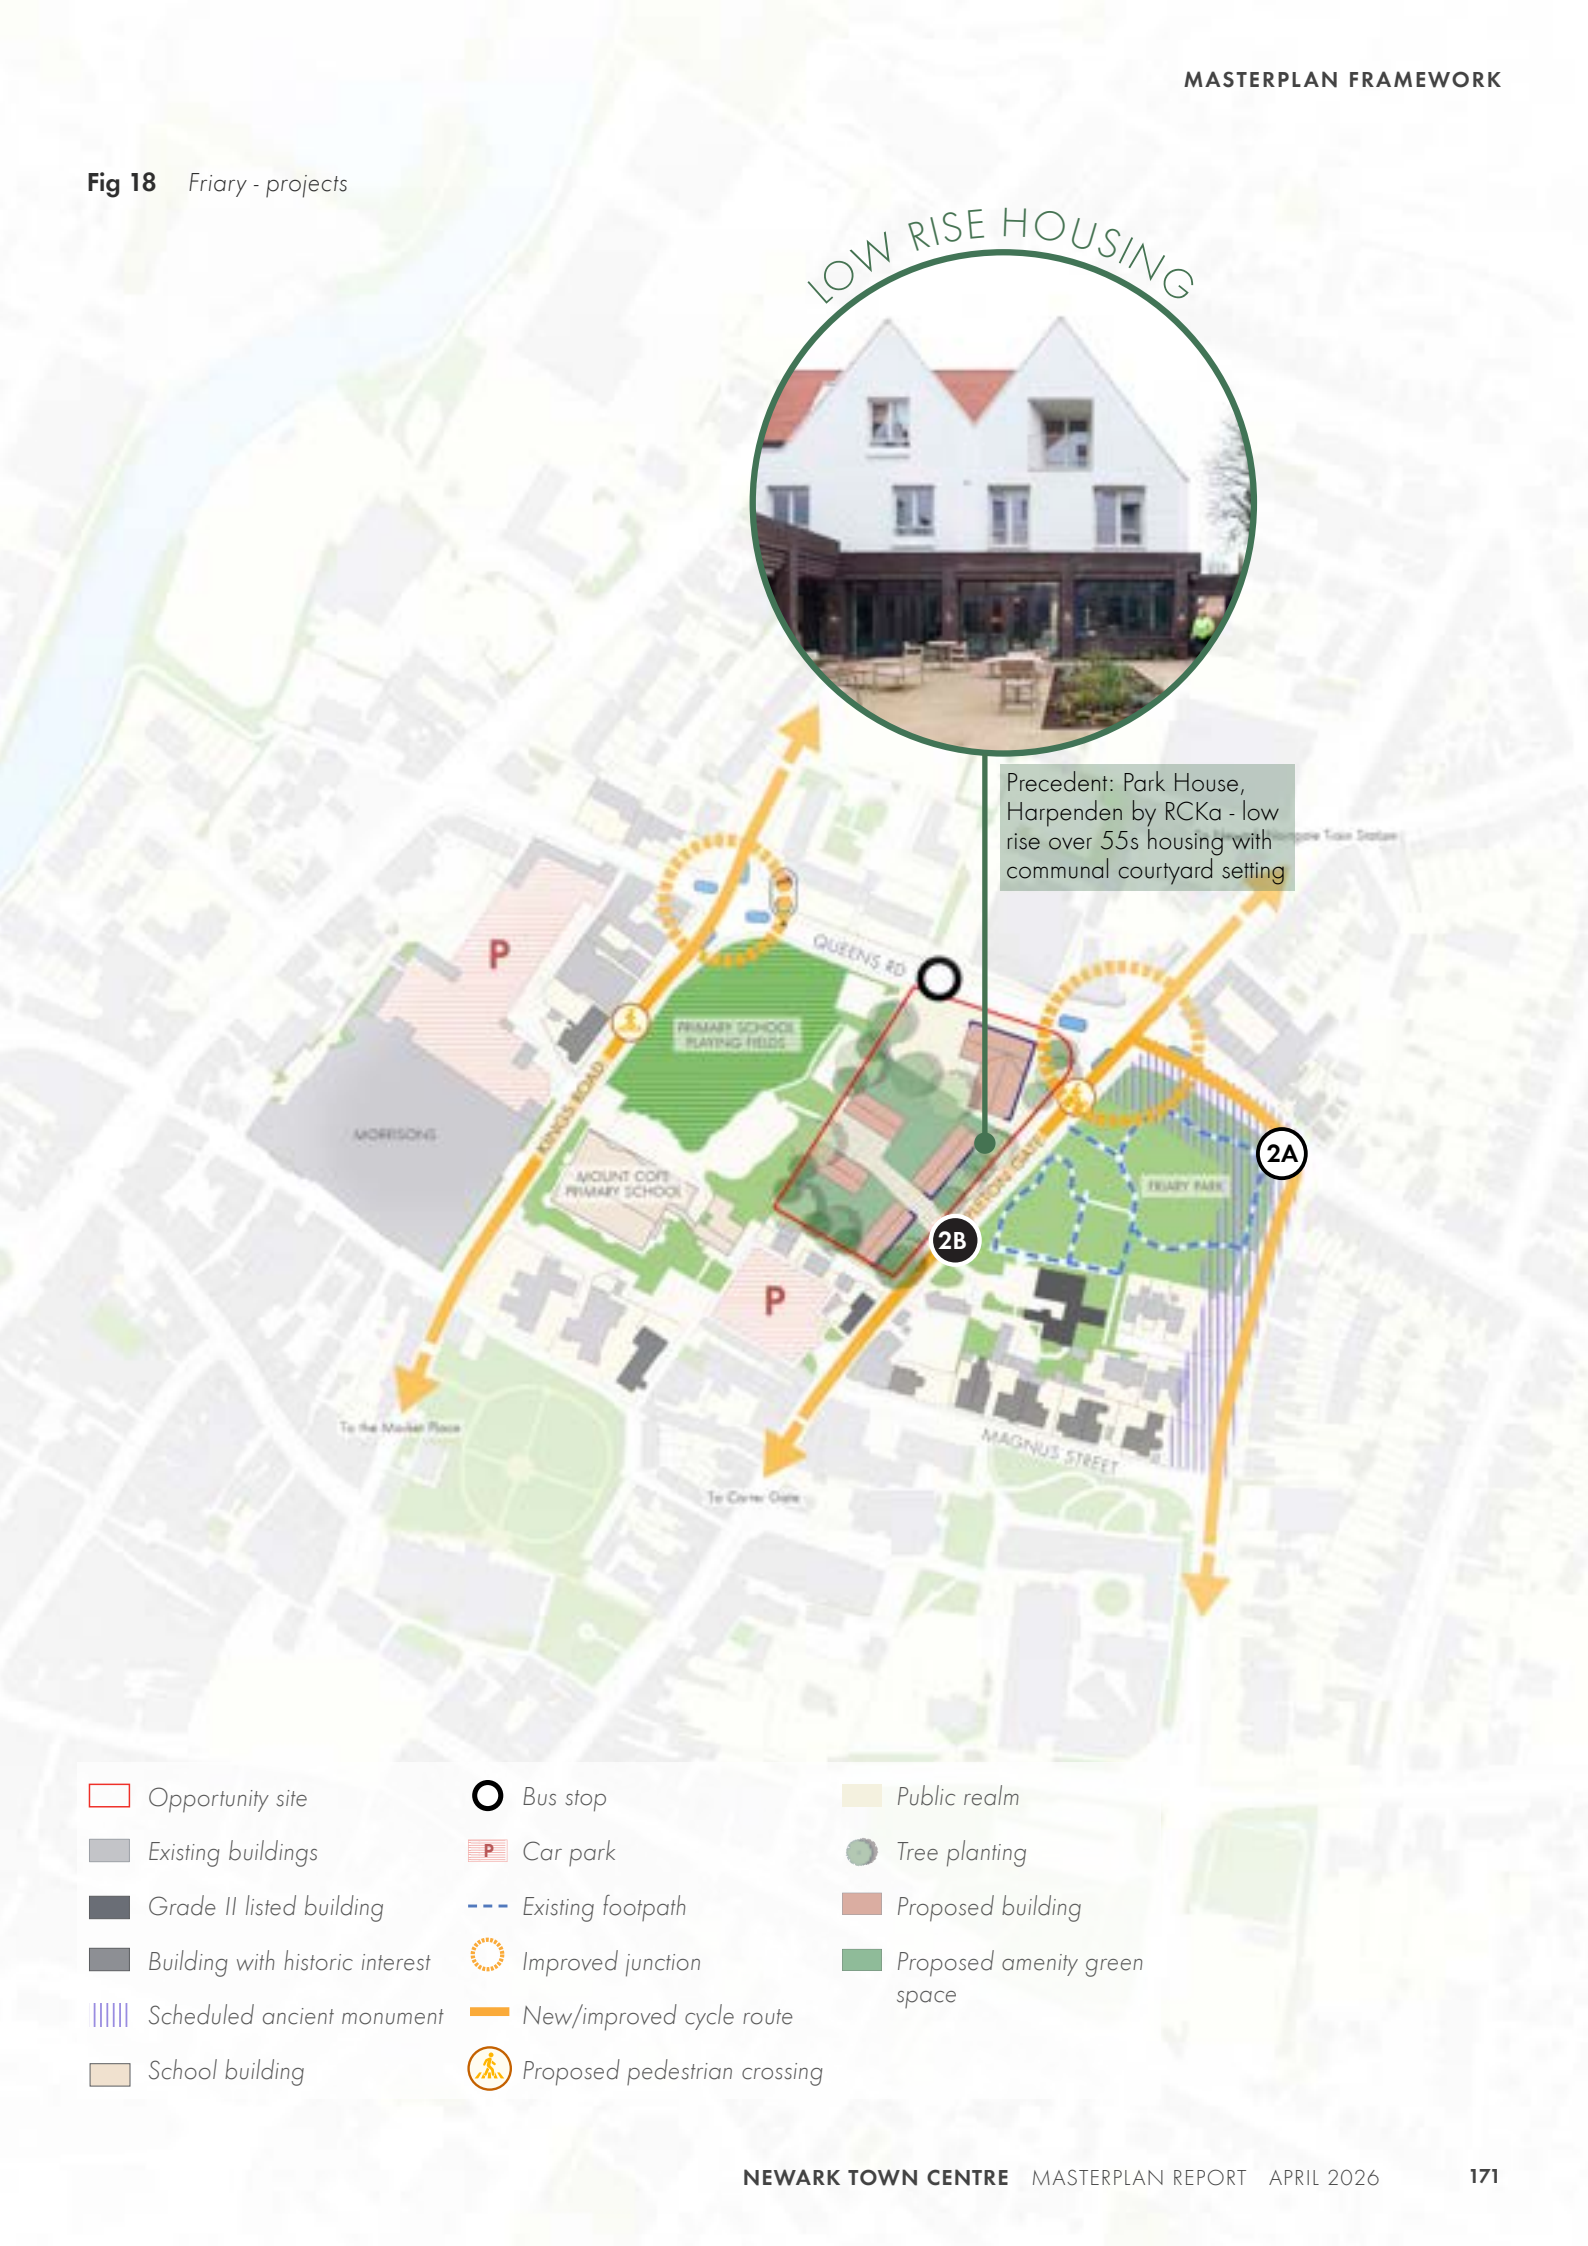 MASTERPLAN FRAMEWORK
Fig 18 Friary - projects
LOW RISE HOUSING
Precedent: Park House,
Harpenden by RCKa - low
rise over 55s housing with
communal courtyard setting
Train Station
P
QUEENS RD
PRIMARY SCHOOL
PLAYING FIELDS
KINGS ROAD
MORRISONS
MOUNT
PRIMARY SCHOOL
GATE
2A
FRIARY PARK
2B
P
To the Market Place
MAGNUS STREET
To Carter Gate
Opportunity site
Existing buildings
Grade II listed building
Building with historic interest
Scheduled ancient monument
School building
Bus stop
P Car park
Existing footpath
Improved junction
New/improved cycle route
Proposed pedestrian crossing
Public realm
Tree planting
Proposed building
Proposed amenity green
space
NEWARK TOWN CENTRE MASTERPLAN REPORT APRIL 2026 171